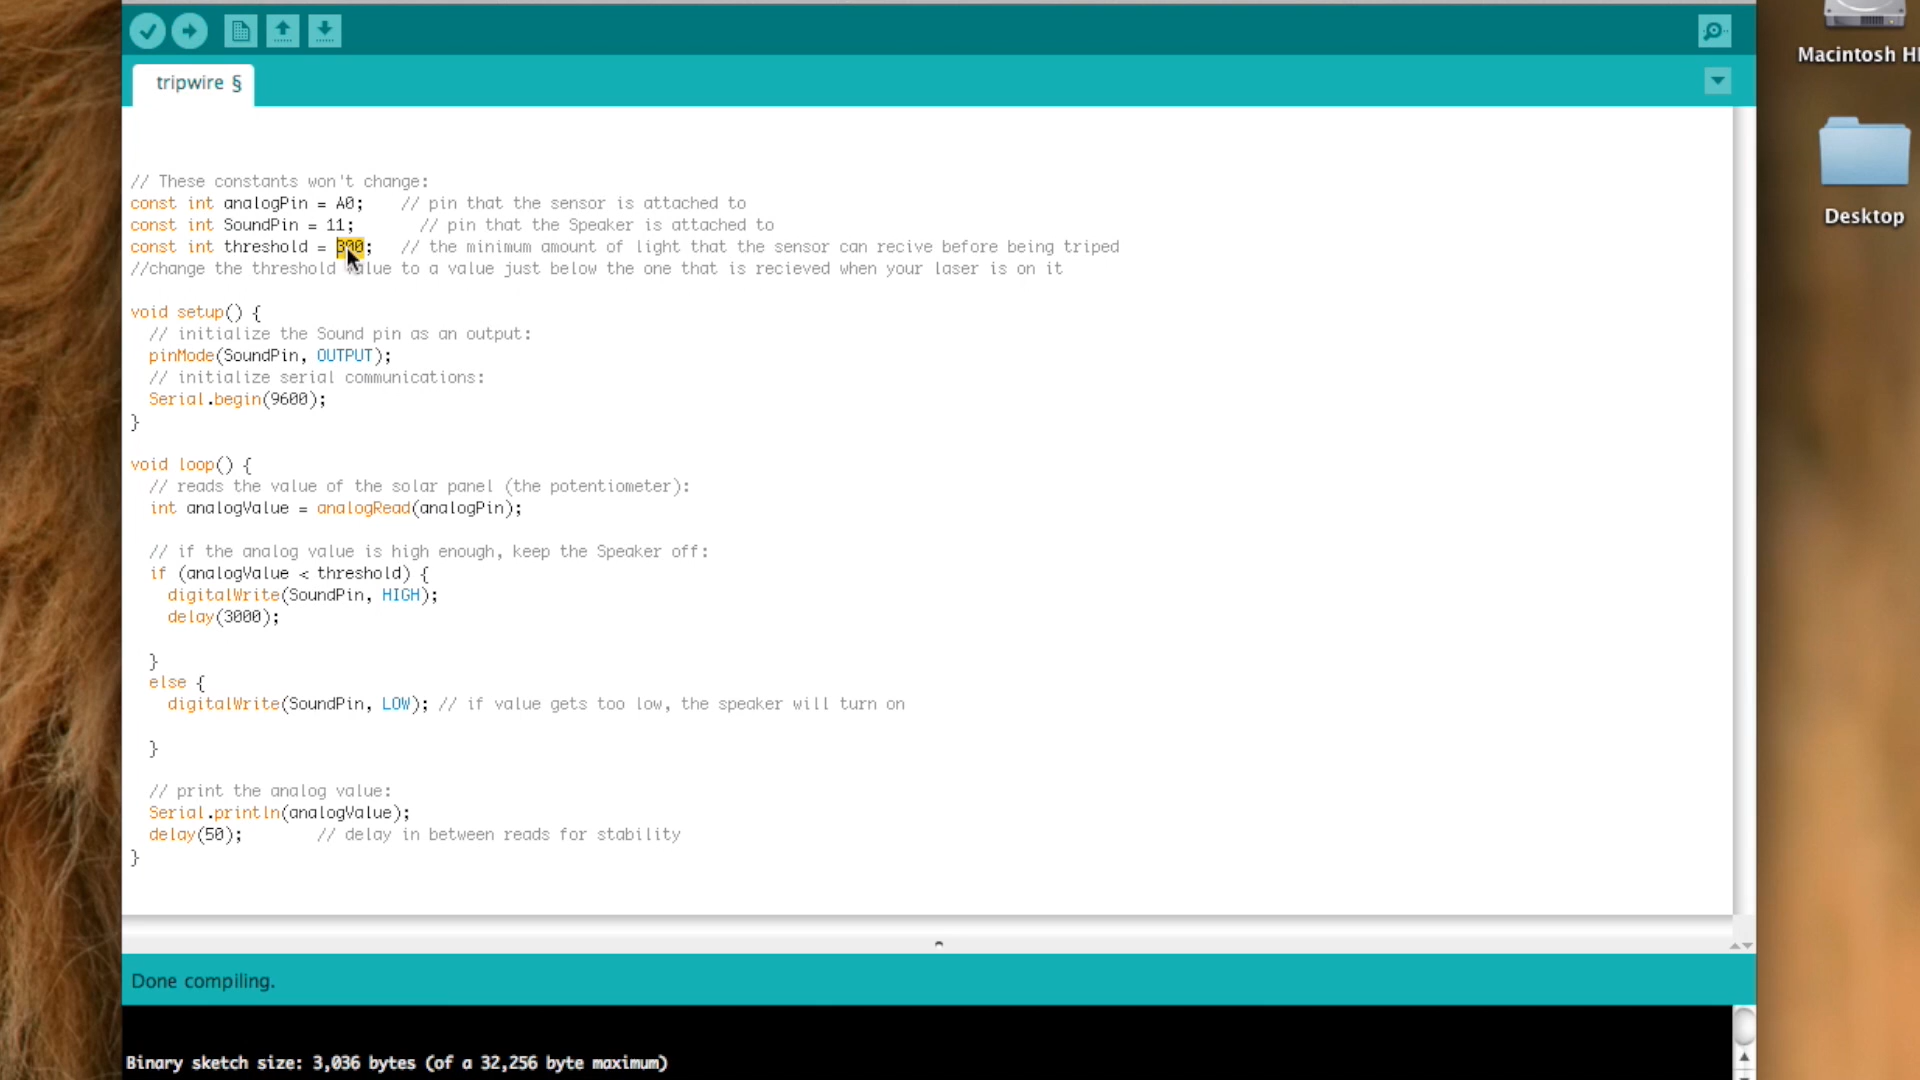 Macintosh H
tripwire §
Desktop
// These constants won't change:
const int analogPin = A0;    // pin that the sensor is attached to
const int SoundPin = 11;       // pin that the Speaker is attached to
const int threshold = 300;   // the minimum amount of light that the sensor can recive before being triped
//change the threshold value to a value just below the one that is recieved when your laser is on it
void setup() {
  // initialize the Sound pin as an output:
  pinMode(SoundPin, OUTPUT);
  // initialize serial communications:
  Serial.begin(9600);
}
void loop() {
  // reads the value of the solar panel (the potentiometer):
  int analogValue = analogRead(analogPin);
  // if the analog value is high enough, keep the Speaker off:
  if (analogValue < threshold) {
    digitalWrite(SoundPin, HIGH);
    delay(3000);
  }
  else {
    digitalWrite(SoundPin, LOW); // if value gets too low, the speaker will turn on
  }
  // print the analog value:
  Serial.println(analogValue);
  delay(50);        // delay in between reads for stability
}
Done compiling.
Binary sketch size: 3,036 bytes (of a 32,256 byte maximum)